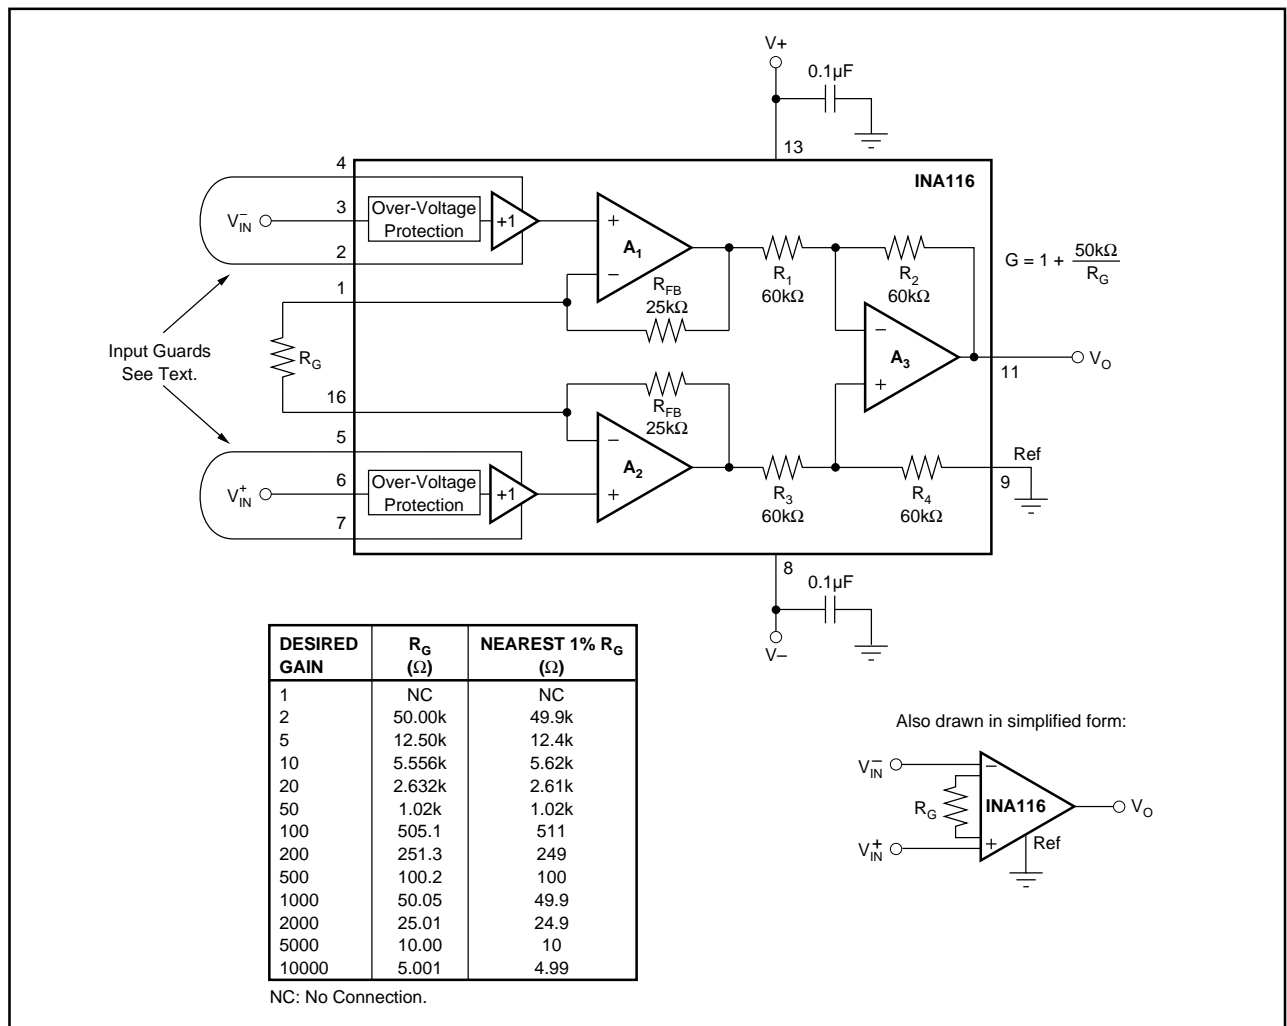 V+
0.1µF
13
INA116
4
3
2
1
V–IN
Over-Voltage
Protection
+1
+
A1
–
RFB
25kΩ
R1
60kΩ
R2
60kΩ
G = 1 + 50kΩ
RG
Input Guards
See Text.
RG
–
A3
+
11
VO
16
5
6
7
RFB
25kΩ
–
A2
+
V+IN
Over-Voltage
Protection
+1
R3
60kΩ
R4
60kΩ
Ref
9
8
0.1µF
V–
DESIRED GAIN RG (Ω) NEAREST 1% RG (Ω)
1 NC NC
2 50.00k 49.9k
5 12.50k 12.4k
10 5.556k 5.62k
20 2.632k 2.61k
50 1.02k 1.02k
100 505.1 511
200 251.3 249
500 100.2 100
1000 50.05 49.9
2000 25.01 24.9
5000 10.00 10
10000 5.001 4.99
NC: No Connection.
Also drawn in simplified form:
V–IN
–
RG
INA116
VO
V+IN
+
Ref